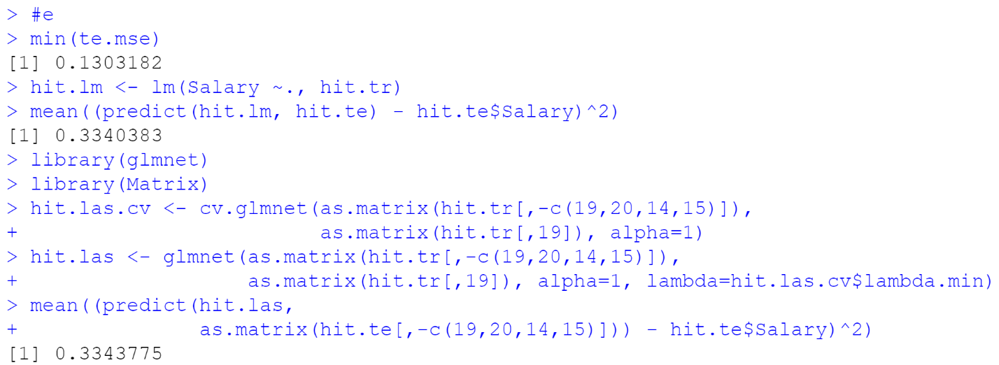 > #e
> min(te.mse)
[1] 0.1303182
> hit.lm <- lm(Salary ~., hit.tr)
> mean((predict(hit.lm, hit.te) - hit.te$Salary)^2)
[1] 0.3340383
> library(glmnet)
> library(Matrix)
> hit.las.cv <- cv.glmnet(as.matrix(hit.tr[,-c(19,20,14,15)]),
+                         as.matrix(hit.tr[,19]), alpha=1)
> hit.las <- glmnet(as.matrix(hit.tr[,-c(19,20,14,15)]),
+                   as.matrix(hit.tr[,19]), alpha=1, lambda=hit.las.cv$lambda.min)
> mean((predict(hit.las,
+               as.matrix(hit.te[,-c(19,20,14,15)])) - hit.te$Salary)^2)
[1] 0.3343775